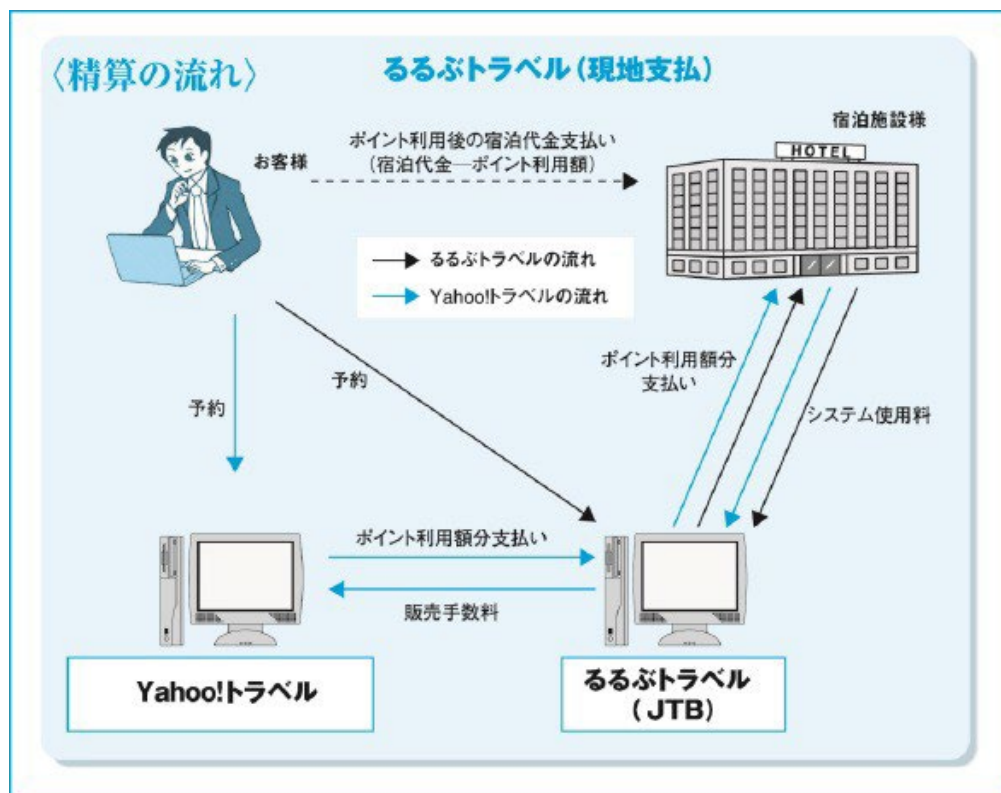 〈精算の流れ〉
るるぶトラベル（現地支払）
宿泊施設様
お客様
ポイント利用後の宿泊代金支払い
（宿泊代金―ポイント利用額）
HOTEL
るるぶトラベルの流れ
Yahoo!トラベルの流れ
ポイント利用額分
支払い
予約
予約
システム使用料
ポイント利用額分支払い
販売手数料
Yahoo!トラベル
るるぶトラベル
（JTB）